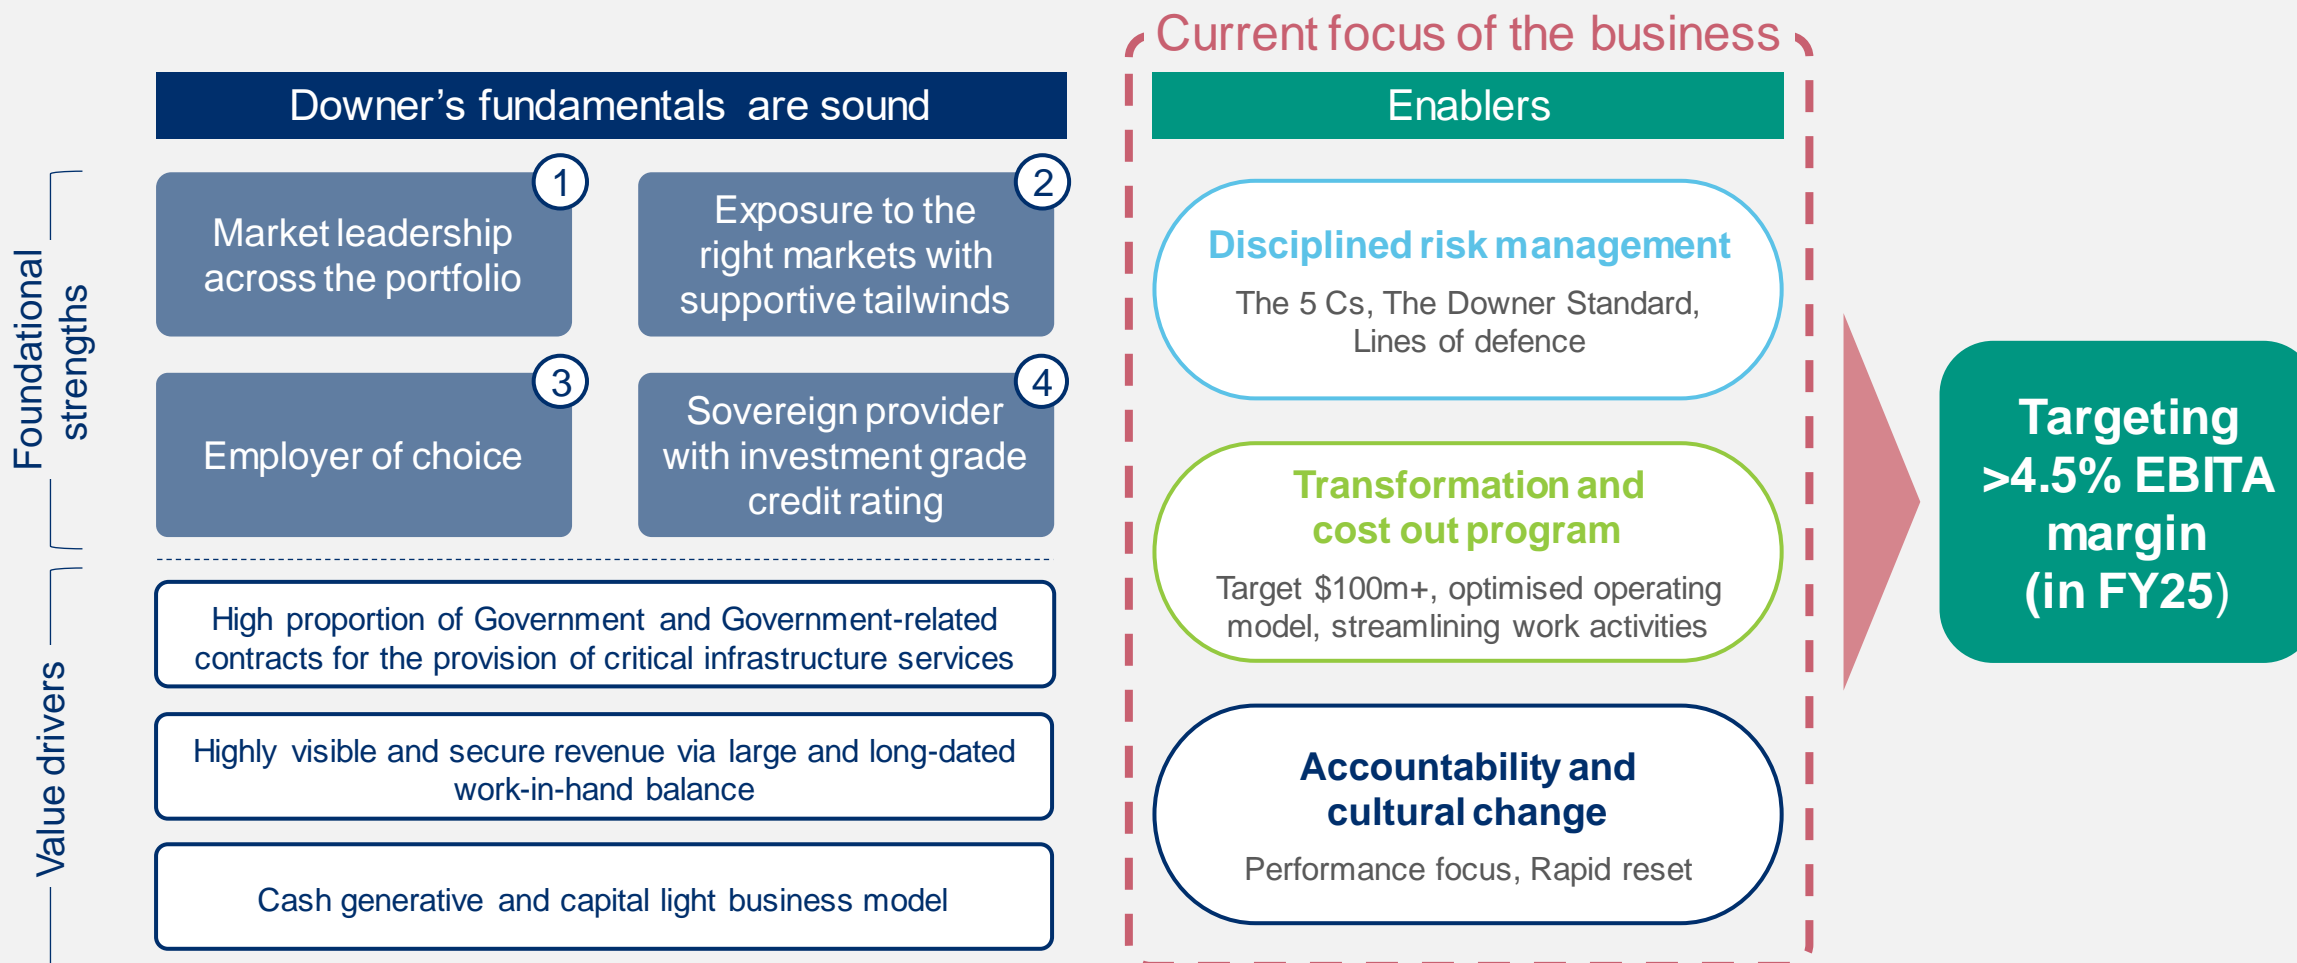 Current focus of the business
Downer’s fundamentals are sound
Enablers
Foundational
strengths
1
Market leadership
across the portfolio
2
Exposure to the
right markets with
supportive tailwinds
3
Employer of choice
4
Sovereign provider
with investment grade
credit rating
Value drivers
High proportion of Government and Government-related
contracts for the provision of critical infrastructure services
Highly visible and secure revenue via large and long-dated
work-in-hand balance
Cash generative and capital light business model
Disciplined risk management
The 5 Cs, The Downer Standard,
Lines of defence
Transformation and
cost out program
Target $100m+, optimised operating
model, streamlining work activities
Accountability and
cultural change
Performance focus, Rapid reset
Targeting
>4.5% EBITA
margin
(in FY25)